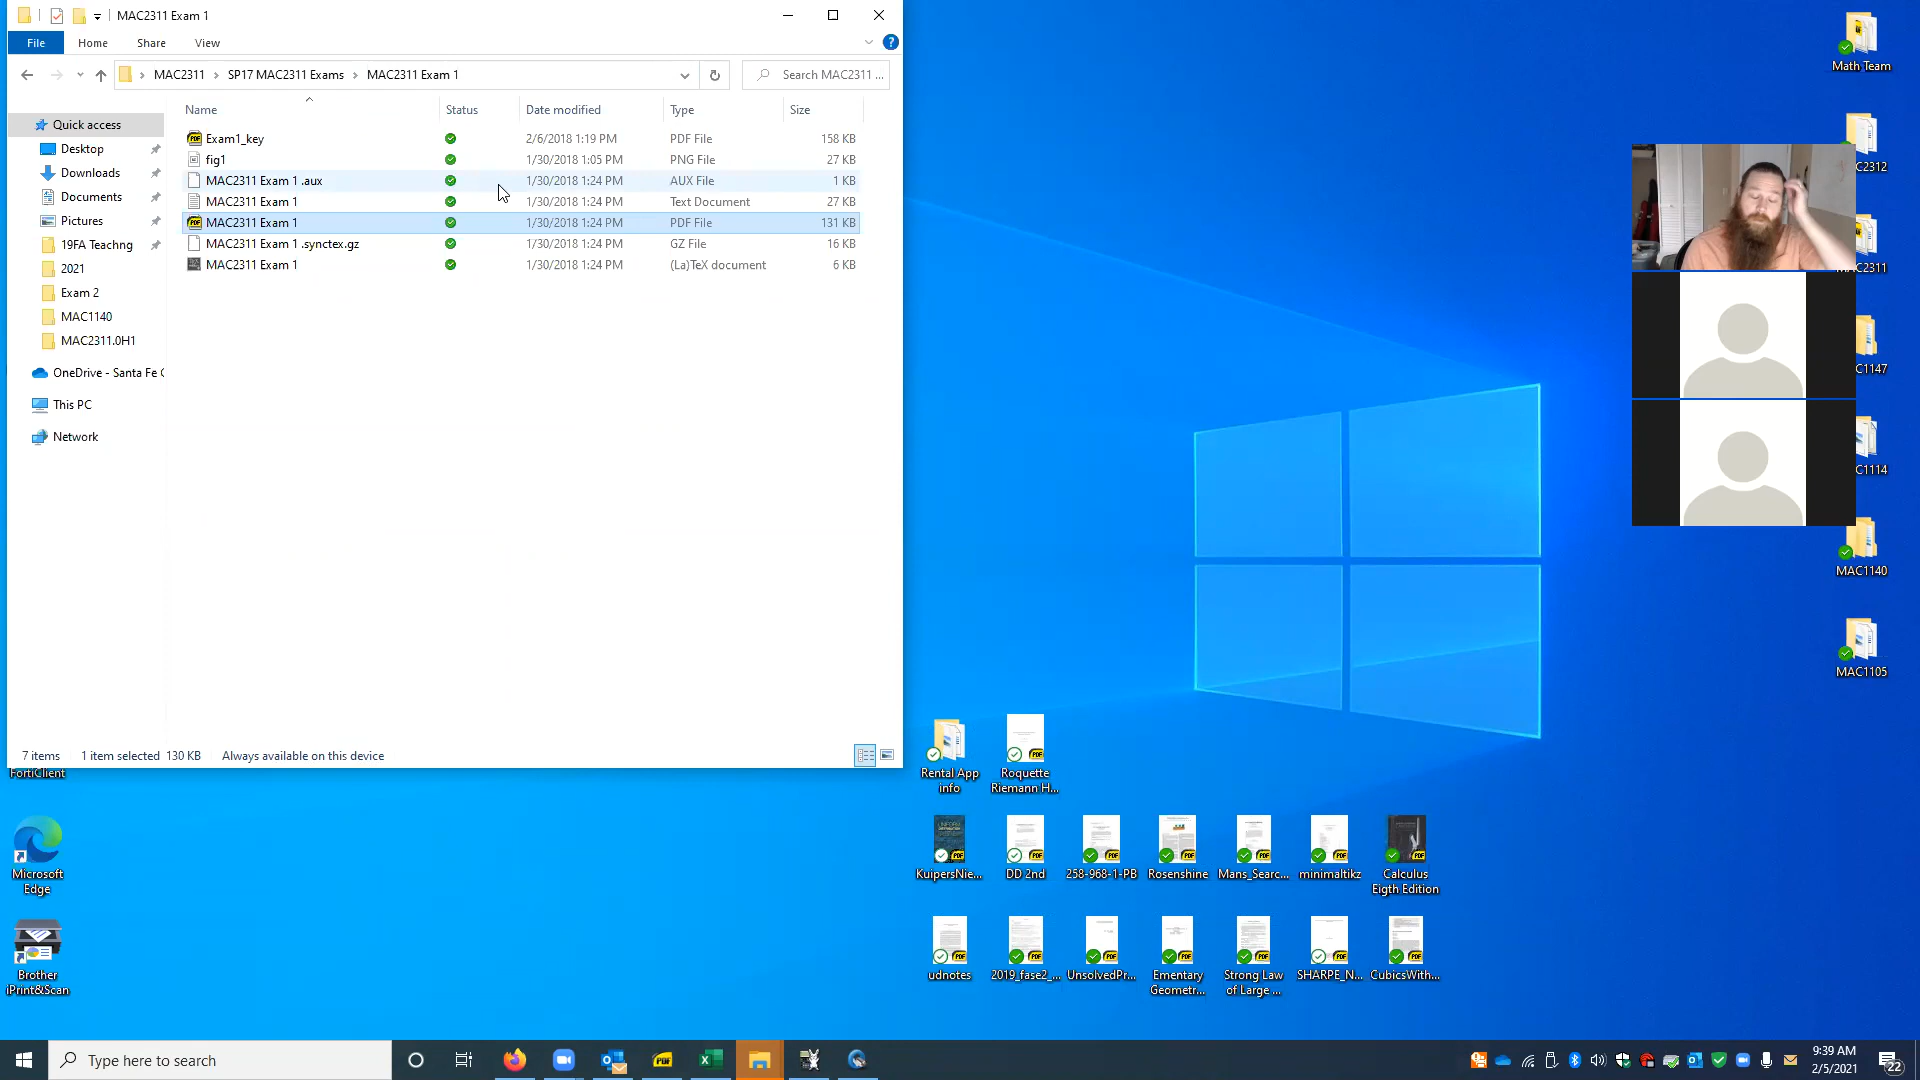 MAC2311 Exam 1
File
Home
Share
View
MAC2311
SP17 MAC2311 Exams
MAC2311 Exam 1
Search MAC2311 ...
Name
Status
Date modified
Type
Size
Quick access
Desktop
Downloads
Documents
Pictures
19FA Teachng
2021
Exam 2
MAC1140
MAC2311.0H1
OneDrive - Santa Fe C
This PC
Network
Exam1_key 2/6/2018 1:19 PM PDF File 158 KB
fig1 1/30/2018 1:05 PM PNG File 27 KB
MAC2311 Exam 1 .aux 1/30/2018 1:24 PM AUX File 1 KB
MAC2311 Exam 1 1/30/2018 1:24 PM Text Document 27 KB
MAC2311 Exam 1 1/30/2018 1:24 PM PDF File 131 KB
MAC2311 Exam 1 .synctex.gz 1/30/2018 1:24 PM GZ File 16 KB
MAC2311 Exam 1 1/30/2018 1:24 PM (La)TeX document 6 KB
7 items 1 item selected 130 KB Always available on this device
FortiClient
Microsoft
Edge
Brother
iPrint&Scan
Math Team
C2312
AC2311
C1147
C1114
MAC1140
MAC1105
Rental App
info
Roquette
Riemann H...
KuipersNie...
DD 2nd
258-968-1-PB
Rosenshine
Mans_Searc...
minimaltikz
Calculus
Eigth Edition
udnotes
2019_fase2_...
UnsolvedPr...
Ementary
Geometr...
Strong Law
of Large ...
SHARPE_N...
CubicsWith...
Type here to search
9:39 AM
2/5/2021
22